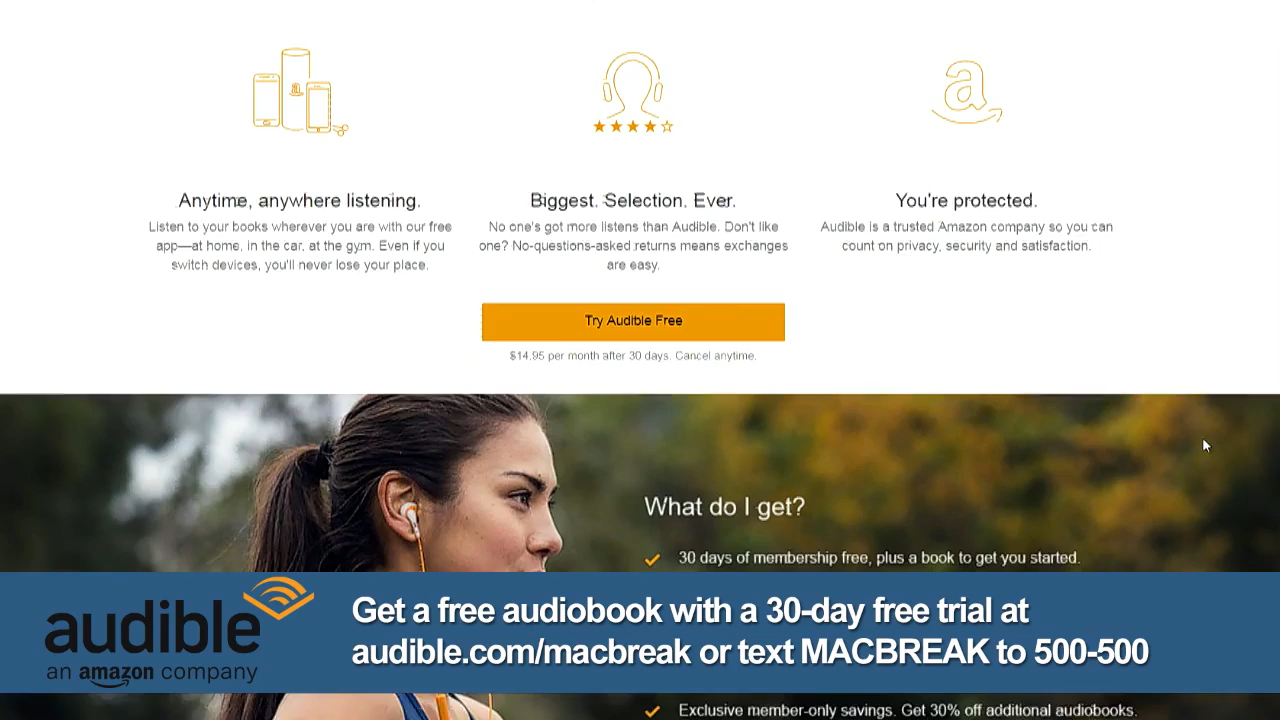 Anytime, anywhere listening.
Listen to your books wherever you are with our free
app—at home, in the car, at the gym. Even if you
switch devices, you'll never lose your place.
Biggest. Selection. Ever.
No one's got more listens than Audible. Don't like
one? No-questions-asked returns means exchanges
are easy.
You're protected.
Audible is a trusted Amazon company so you can
count on privacy, security and satisfaction.
Try Audible Free
$14.95 per month after 30 days. Cancel anytime.
What do I get?
30 days of membership free, plus a book to get you started.
audible
an amazon company
Get a free audiobook with a 30-day free trial at
audible.com/macbreak or text MACBREAK to 500-500
Exclusive member-only savings. Get 30% off additional audiobooks.